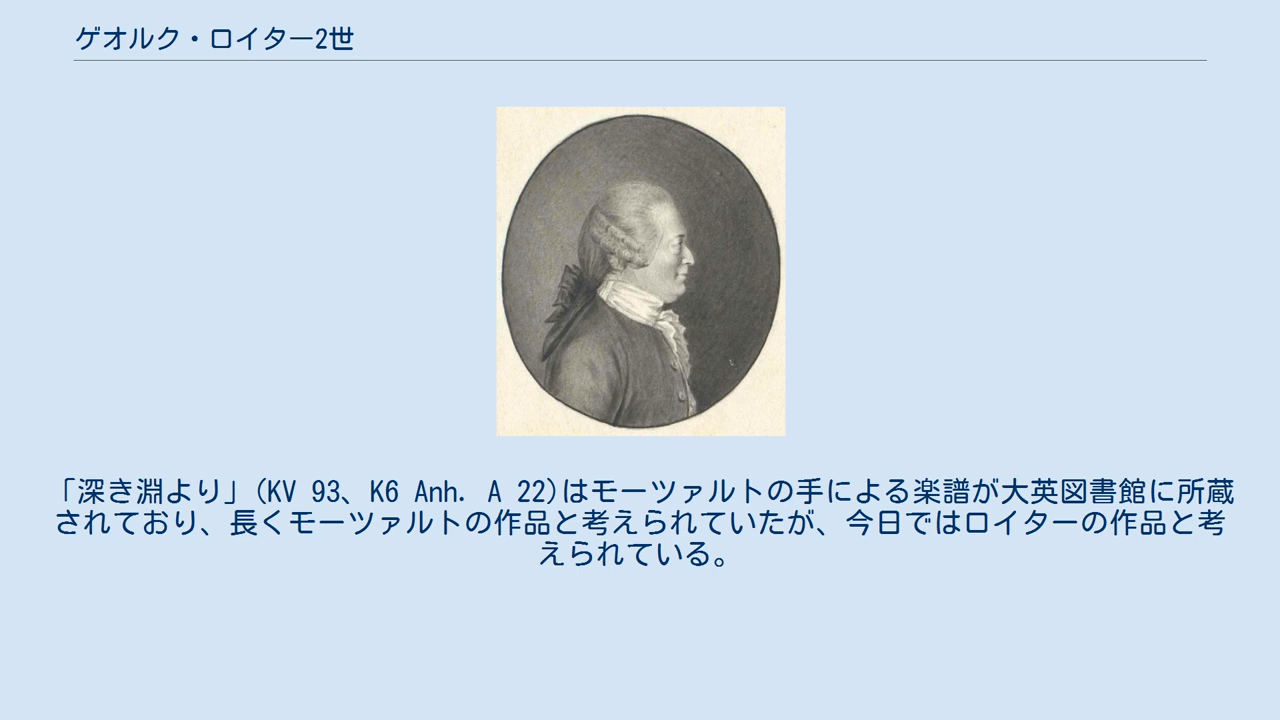 ゲオルク・ロイター2世
「深き淵より」(KV 93、K6 Anh. A 22)はモーツァルトの手による楽譜が大英図書館に所蔵
されており、長くモーツァルトの作品と考えられていたが、今日ではロイターの作品と考
えられている。